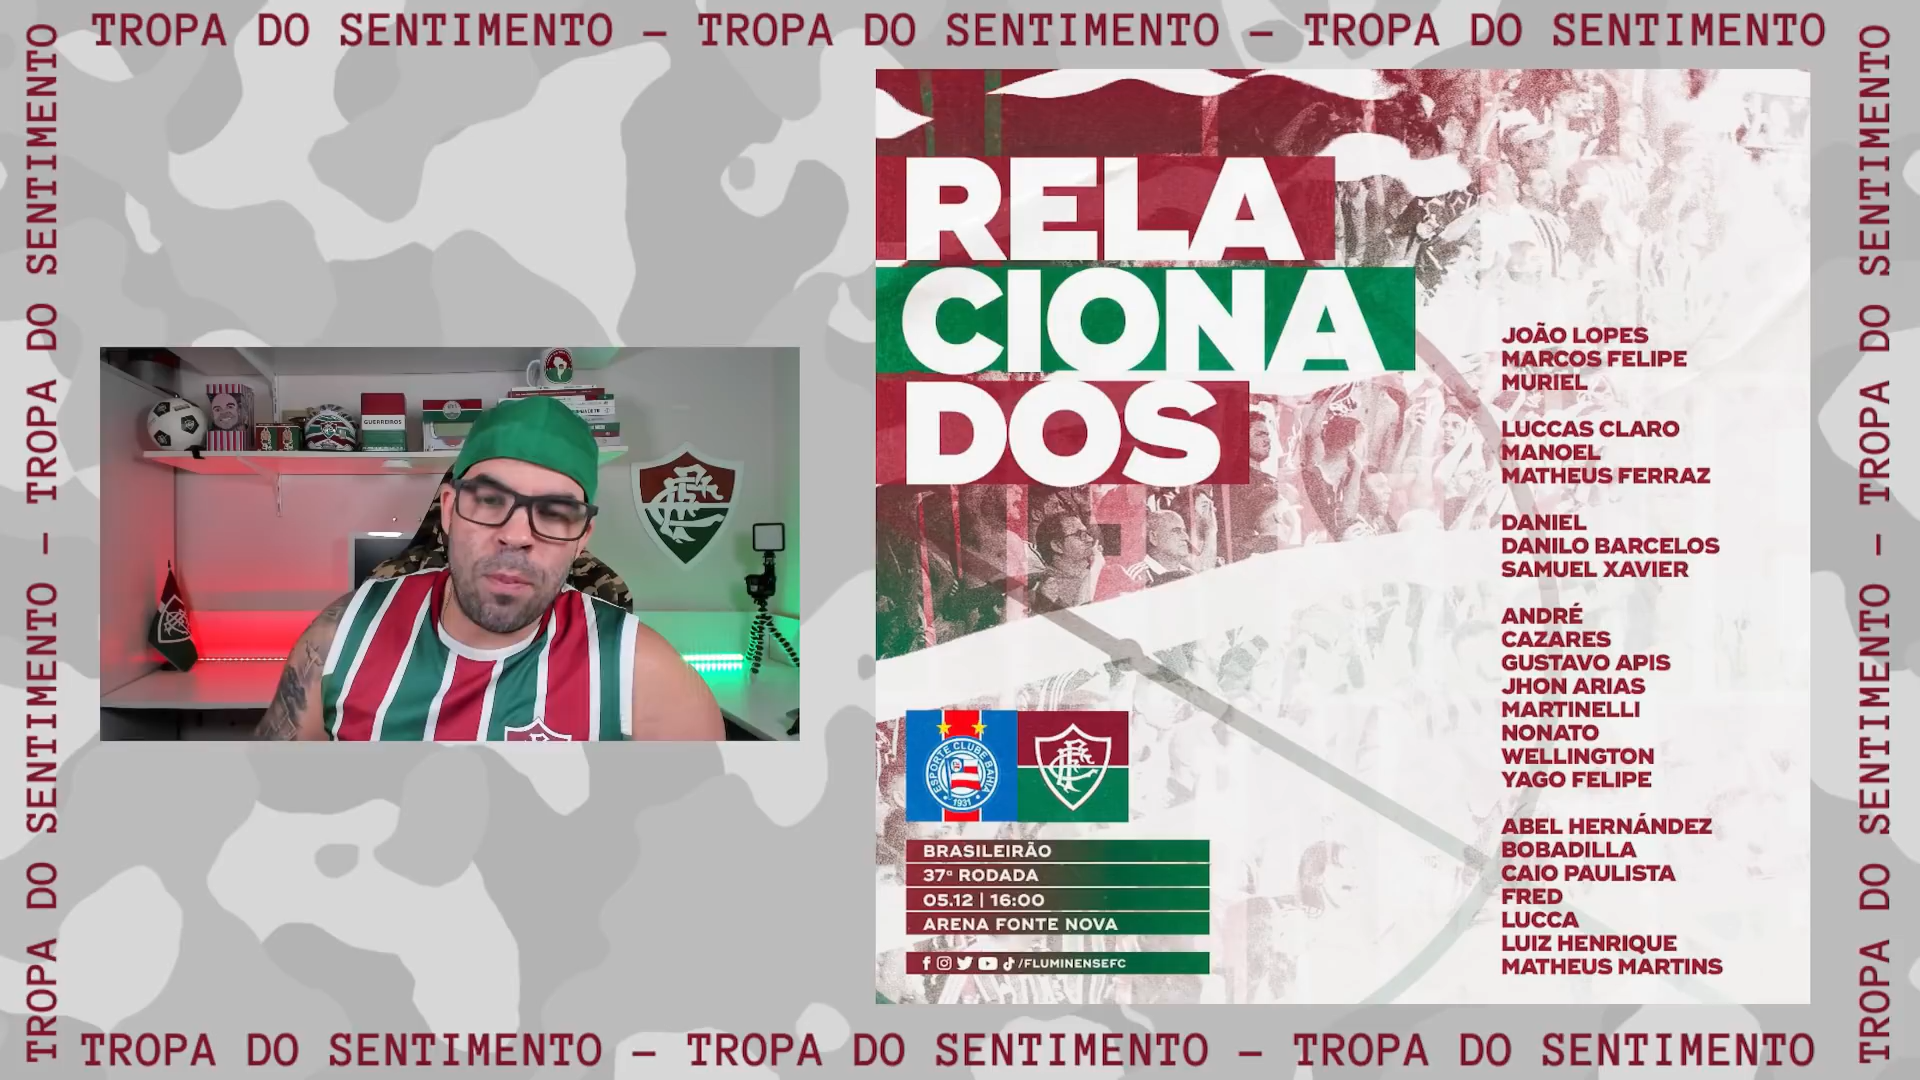 TROPA DO SENTIMENTO – TROPA DO SENTIMENTO – TROPA DO SENTIMENTO
TROPA DO SENTIMENTO – TROPA DO SENTIMENTO
TROPA DO SENTIMENTO – TROPA DO SENTIMENTO
RELA
CIONA
DOS
JOÃO LOPES
MARCOS FELIPE
MURIEL
LUCCAS CLARO
MANOEL
MATHEUS FERRAZ
DANIEL
DANILO BARCELOS
SAMUEL XAVIER
ANDRÉ
CAZARES
GUSTAVO APIS
JHON ARIAS
MARTINELLI
NONATO
WELLINGTON
YAGO FELIPE
ABEL HERNÁNDEZ
BOBADILLA
CAIO PAULISTA
FRED
LUCCA
LUIZ HENRIQUE
MATHEUS MARTINS
GUERREIROS
ESPORTE CLUBE BAHIA
1931
BRASILEIRÃO
37ª RODADA
05.12 | 16:00
ARENA FONTE NOVA
/FLUMINENSEFC
TROPA DO SENTIMENTO – TROPA DO SENTIMENTO – TROPA DO SENTIMENTO